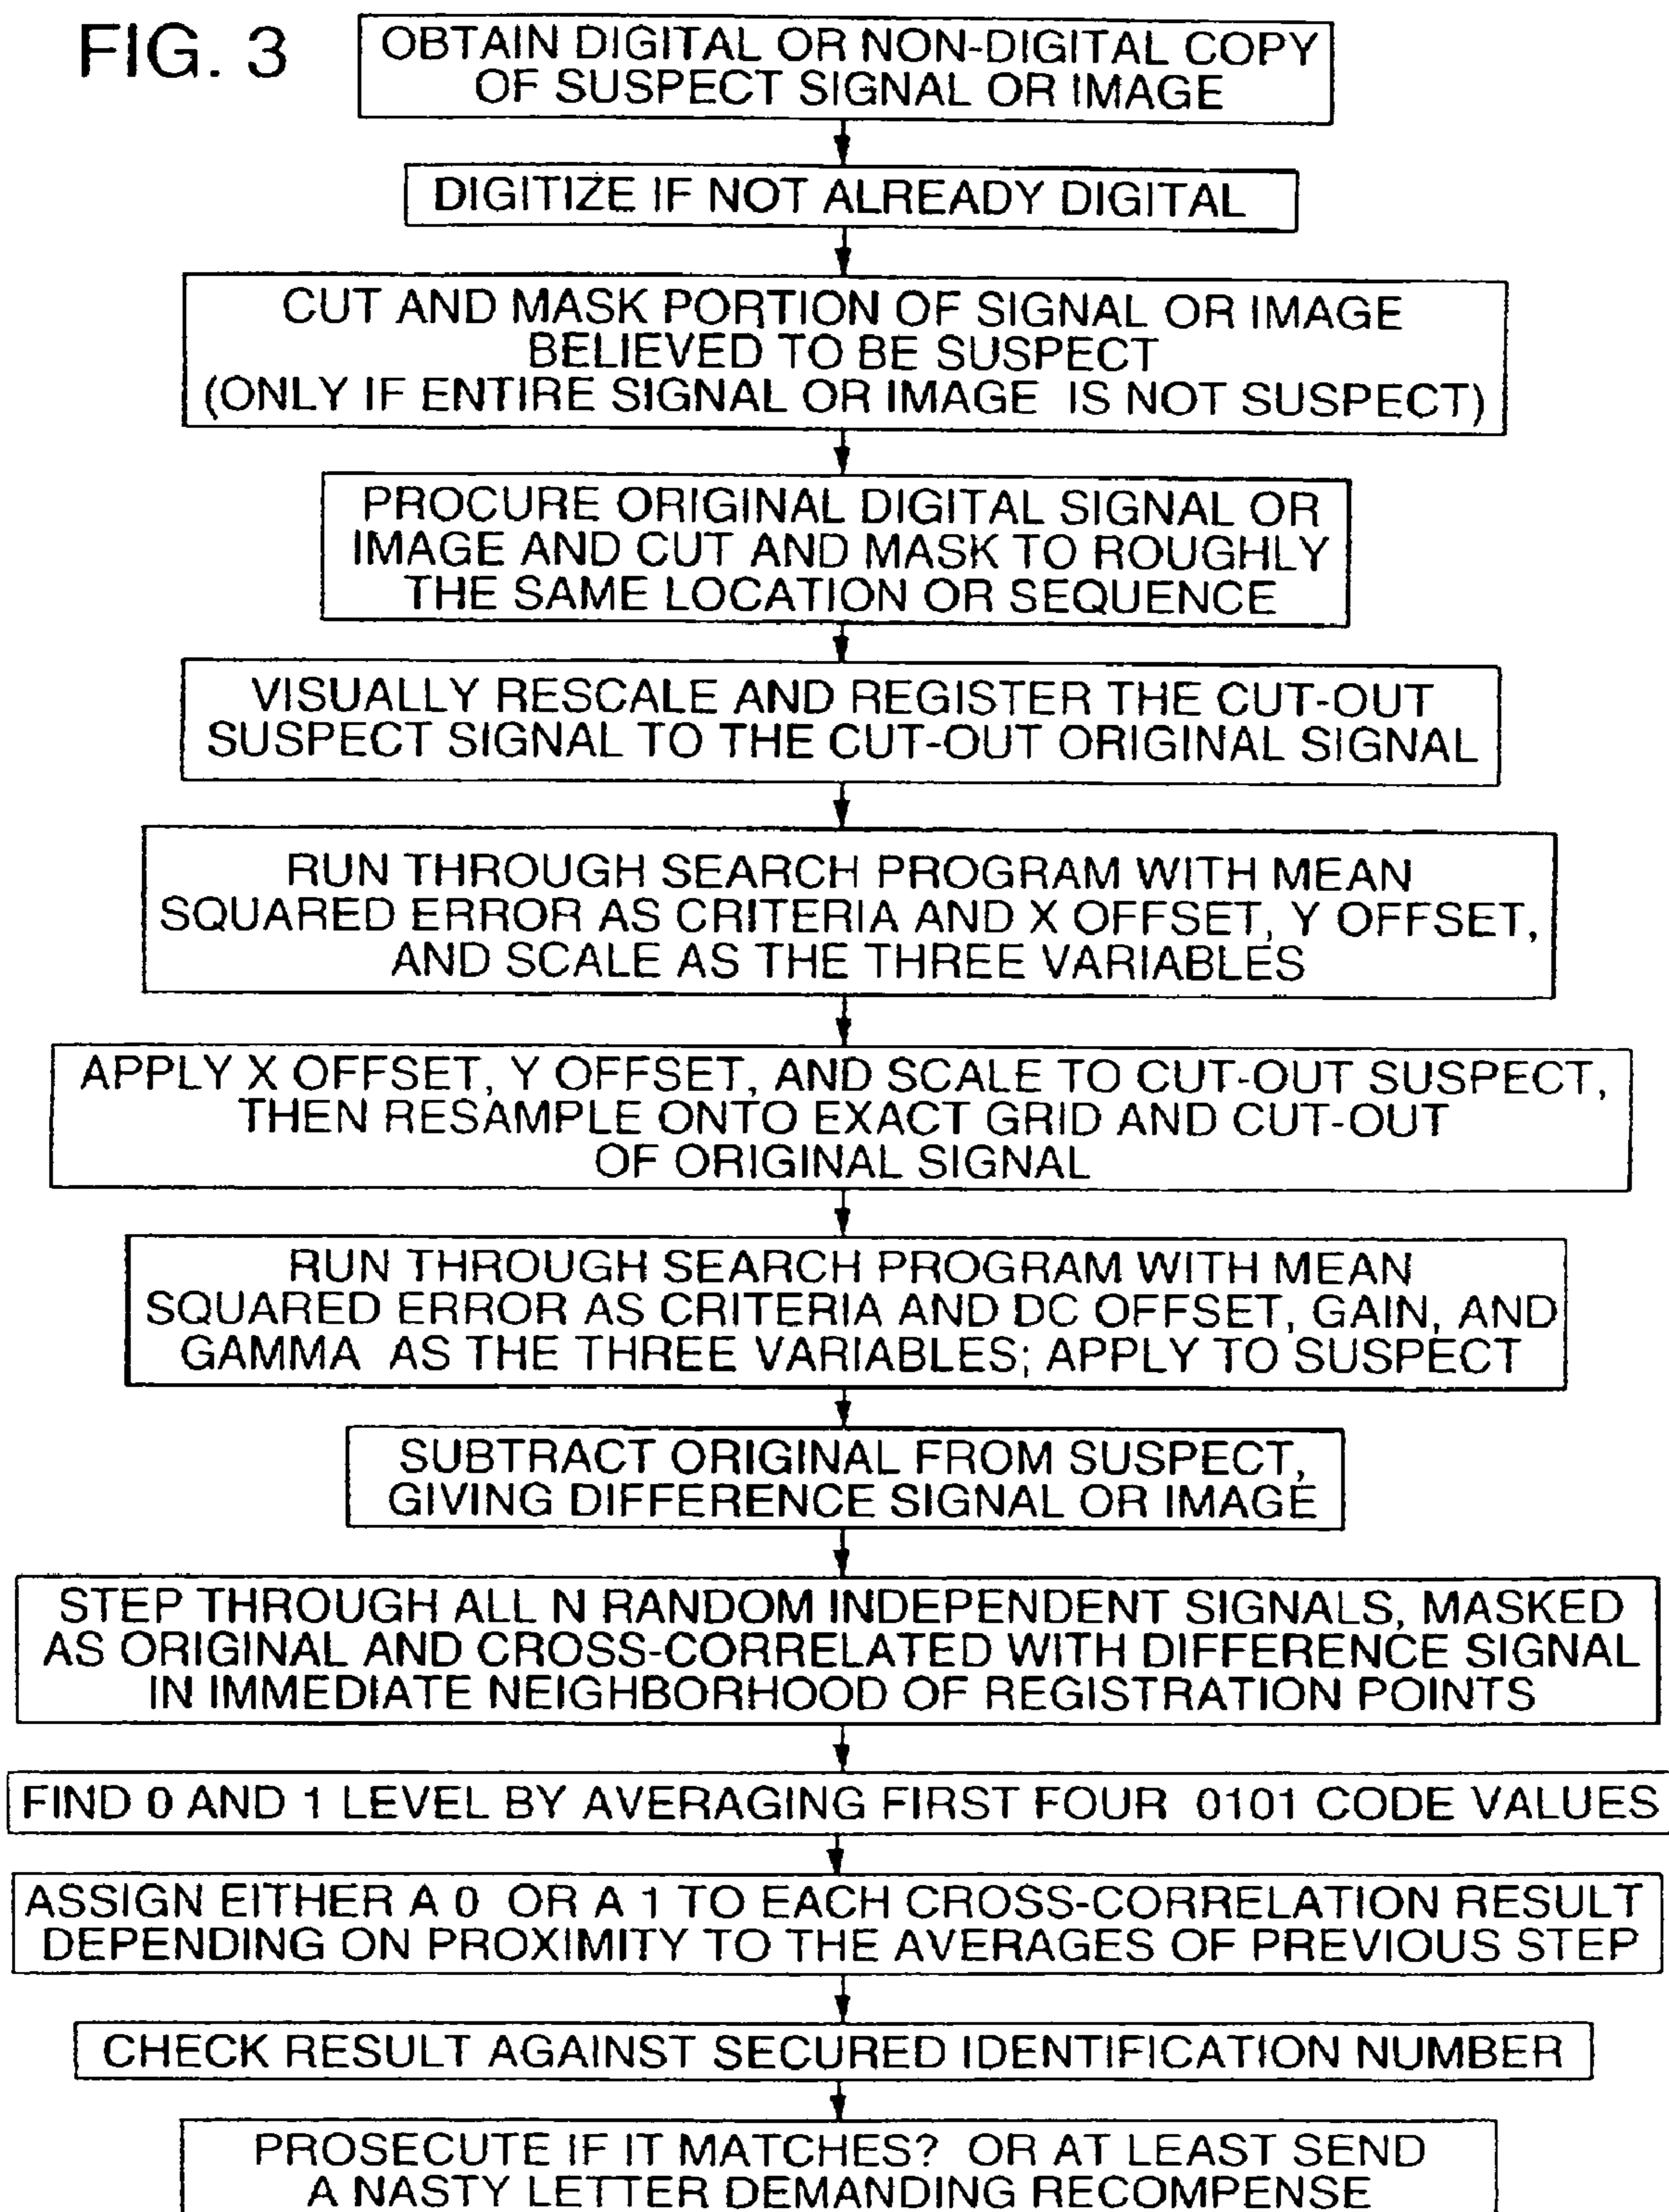 FIG. 3
OBTAIN DIGITAL OR NON-DIGITAL COPY
OF SUSPECT SIGNAL OR IMAGE
DIGITIZE IF NOT ALREADY DIGITAL
CUT AND MASK PORTION OF SIGNAL OR IMAGE
BELIEVED TO BE SUSPECT
(ONLY IF ENTIRE SIGNAL OR IMAGE IS NOT SUSPECT)
PROCURE ORIGINAL DIGITAL SIGNAL OR
IMAGE AND CUT AND MASK TO ROUGHLY
THE SAME LOCATION OR SEQUENCE
VISUALLY RESCALE AND REGISTER THE CUT-OUT
SUSPECT SIGNAL TO THE CUT-OUT ORIGINAL SIGNAL
RUN THROUGH SEARCH PROGRAM WITH MEAN
SQUARED ERROR AS CRITERIA AND X OFFSET, Y OFFSET,
AND SCALE AS THE THREE VARIABLES
APPLY X OFFSET, Y OFFSET, AND SCALE TO CUT-OUT SUSPECT,
THEN RESAMPLE ONTO EXACT GRID AND CUT-OUT
OF ORIGINAL SIGNAL
RUN THROUGH SEARCH PROGRAM WITH MEAN
SQUARED ERROR AS CRITERIA AND DC OFFSET, GAIN, AND
GAMMA AS THE THREE VARIABLES; APPLY TO SUSPECT
SUBTRACT ORIGINAL FROM SUSPECT,
GIVING DIFFERENCE SIGNAL OR IMAGE
STEP THROUGH ALL N RANDOM INDEPENDENT SIGNALS, MASKED
AS ORIGINAL AND CROSS-CORRELATED WITH DIFFERENCE SIGNAL
IN IMMEDIATE NEIGHBORHOOD OF REGISTRATION POINTS
FIND 0 AND 1 LEVEL BY AVERAGING FIRST FOUR 0101 CODE VALUES
ASSIGN EITHER A 0 OR A 1 TO EACH CROSS-CORRELATION RESULT
DEPENDING ON PROXIMITY TO THE AVERAGES OF PREVIOUS STEP
CHECK RESULT AGAINST SECURED IDENTIFICATION NUMBER
PROSECUTE IF IT MATCHES? OR AT LEAST SEND
A NASTY LETTER DEMANDING RECOMPENSE